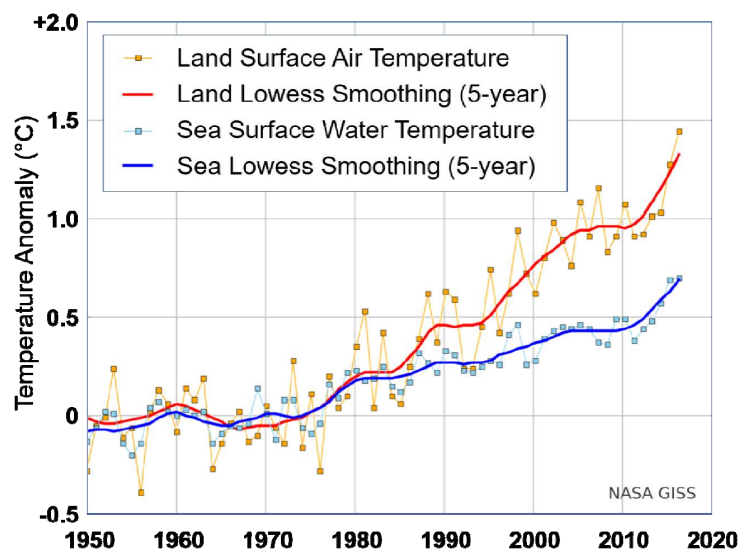 +2.0
Land Surface Air Temperature
Land Lowess Smoothing (5-year)
Sea Surface Water Temperature
Sea Lowess Smoothing (5-year)
1.5
1.0
0.5
0
-0.5
Temperature Anomaly (°C)
NASA GISS
1950 1960 1970 1980 1990 2000 2010 2020